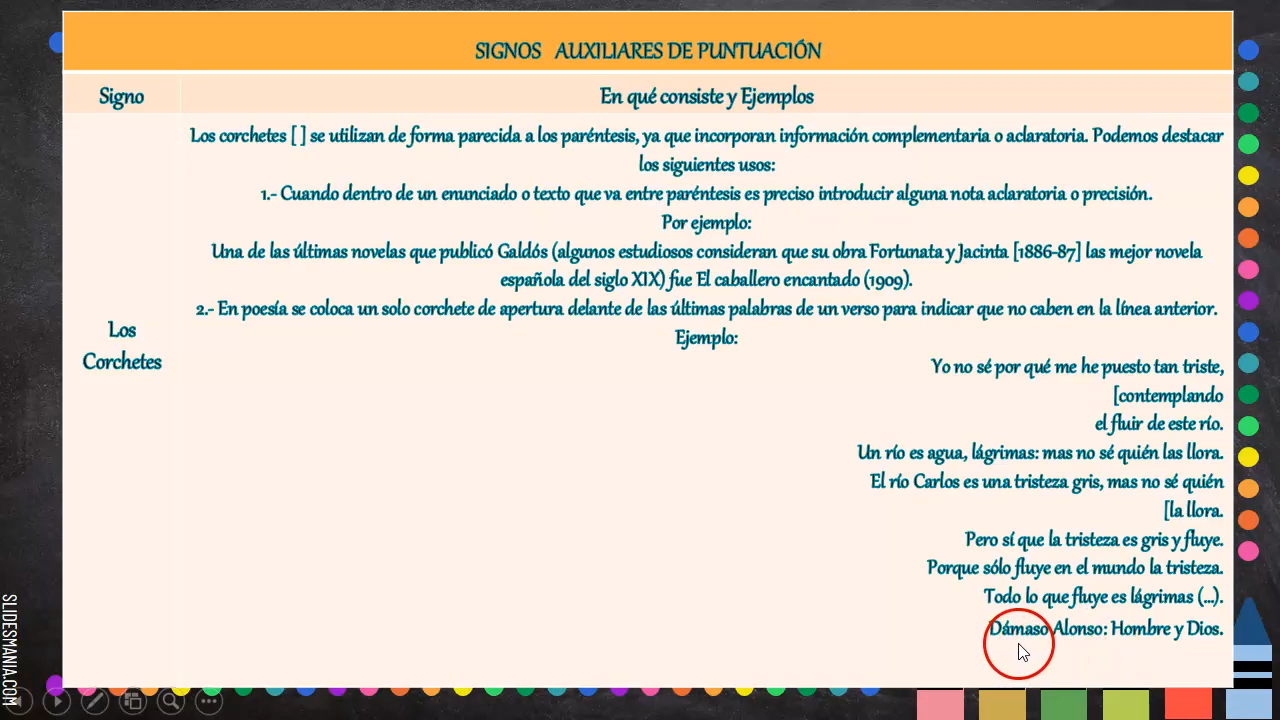 SIGNOS AUXILIARES DE PUNTUACIÓN
Signo
En qué consiste y Ejemplos
Los corchetes [ ] se utilizan de forma parecida a los paréntesis, ya que incorporan información complementaria o aclaratoria. Podemos destacar
los siguientes usos:
1.- Cuando dentro de un enunciado o texto que va entre paréntesis es preciso introducir alguna nota aclaratoria o precisión.
Por ejemplo:
Una de las últimas novelas que publicó Galdós (algunos estudiosos consideran que su obra Fortunata y Jacinta [1886-87] las mejor novela
española del siglo XIX) fue El caballero encantado (1909).
2.- En poesía se coloca un solo corchete de apertura delante de las últimas palabras de un verso para indicar que no caben en la línea anterior.
Los
Corchetes
Ejemplo:
Yo no sé por qué me he puesto tan triste,
[contemplando
el fluir de este río.
Un río es agua, lágrimas: mas no sé quién las llora.
El río Carlos es una tristeza gris, mas no sé quién
[la llora.
Pero sí que la tristeza es gris y fluye.
Porque sólo fluye en el mundo la tristeza.
Todo lo que fluye es lágrimas (...).
Dámaso Alonso: Hombre y Dios.
SLIDESMANIA.COM